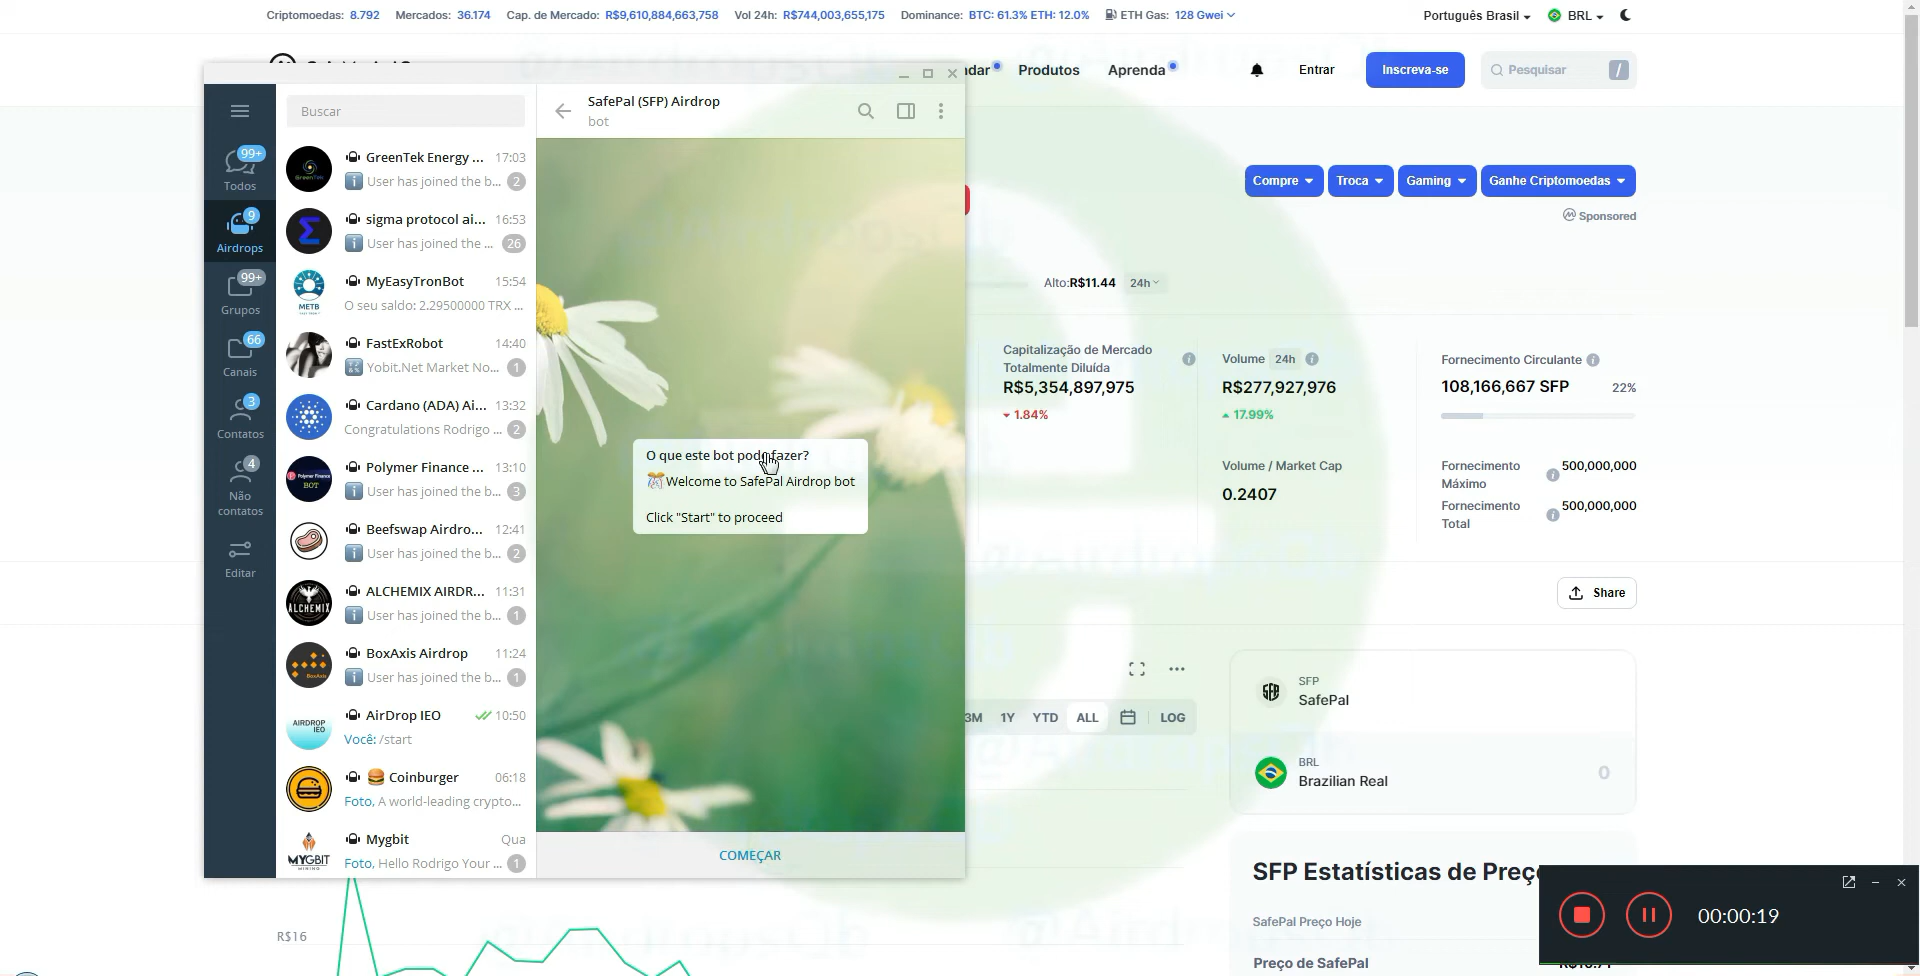 Criptomoedas: 8.792 Mercados: 36.174 Cap. de Mercado: R$9,610,884,663,758 Vol 24h: R$744,003,655,175 Dominance: BTC: 61.3% ETH: 12.0% ETH Gas: 128 Gwei
Português Brasil BRL
Produtos Aprenda Entrar Inscreva-se Pesquisar /
Compre Troca Gaming Ganhe Criptomoedas
Sponsored
Alto:R$11.44 24h
Capitalização de Mercado
Totalmente Diluída
R$5,354,897,975
1.84%
Volume 24h
R$277,927,976
17.99%
Volume / Market Cap
0.2407
Fornecimento Circulante
108,166,667 SFP 22%
Fornecimento
Máximo
500,000,000
Fornecimento
Total
500,000,000
Share
3M 1Y YTD ALL LOG
SFP
SafePal
BRL
Brazilian Real
0
SFP Estatísticas de Preço
SafePal Preço Hoje
Preço de SafePal
R$16
99+
Todos
9
Airdrops
99+
Grupos
66
Canais
3
Contatos
4
Não
contatos
Editar
Buscar
GreenTek Energy ... 17:03
User has joined the b... 2
sigma protocol ai... 16:53
User has joined the ... 26
MyEasyTronBot 15:54
O seu saldo: 2.29500000 TRX ...
METB
FastExRobot 14:40
Yobit.Net Market No... 1
Cardano (ADA) Ai... 13:32
Congratulations Rodrigo ... 2
Polymer Finance ... 13:10
User has joined the b... 3
Beefswap Airdro... 12:41
User has joined the b... 2
ALCHEMIX AIRDR... 11:31
User has joined the b... 1
ALCHEMIX
BoxAxis Airdrop 11:24
User has joined the b... 1
AirDrop IEO 10:50
Você: /start
AIRDROP
IEO
Coinburger 06:18
Foto, A world-leading crypto...
Mygbit Qua
Foto, Hello Rodrigo Your ... 1
MYGBIT
SafePal (SFP) Airdrop
bot
O que este bot pode fazer?
Welcome to SafePal Airdrop bot
Click "Start" to proceed
COMEÇAR
00:00:19